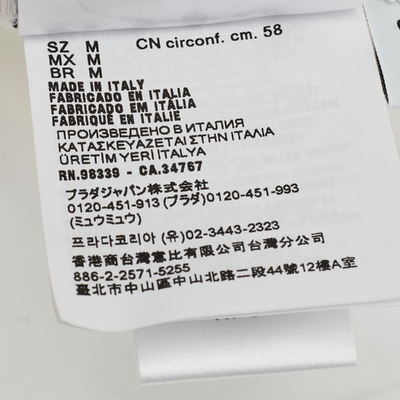 SZ M CN circonf. cm. 58
MX M
BR M
MADE IN ITALY
FABRICADO EN ITALIA
FABRICADO EM ITÁLIA
FABRIQUÉ EN ITALIE
ПРОИЗВЕДЕНО В ИТАЛИЯ
ΚΑΤΑΣΚΕΥΑΖΕΤΑΙ ΣΤΗΝ ΙΤΑΛΙΑ
ÜRETİM YERİ İTALYA
RN.98339 - CA.34767
プラダジャパン株式会社
0120-451-913 (プラダ) 0120-451-993
(ミュウミュウ)
프라다코리아 (유) 02-3443-2323
香港商台灣惠比有限公司台灣分公司
886-2-2571-5255
臺北市中山區中山北路二段44號12樓A室